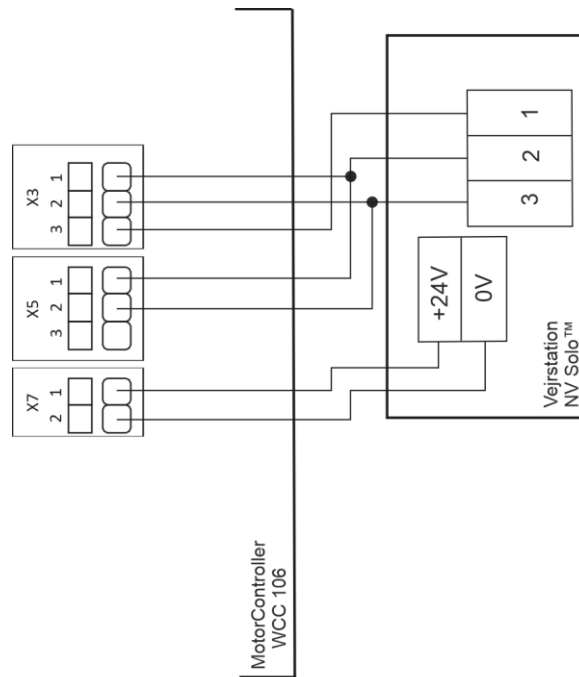 X3
1
2
3
X5
1
2
3
X7
1
2
1
2
3
+24V
0V
MotorController
WCC 106
Vejrstation
NV Solo™